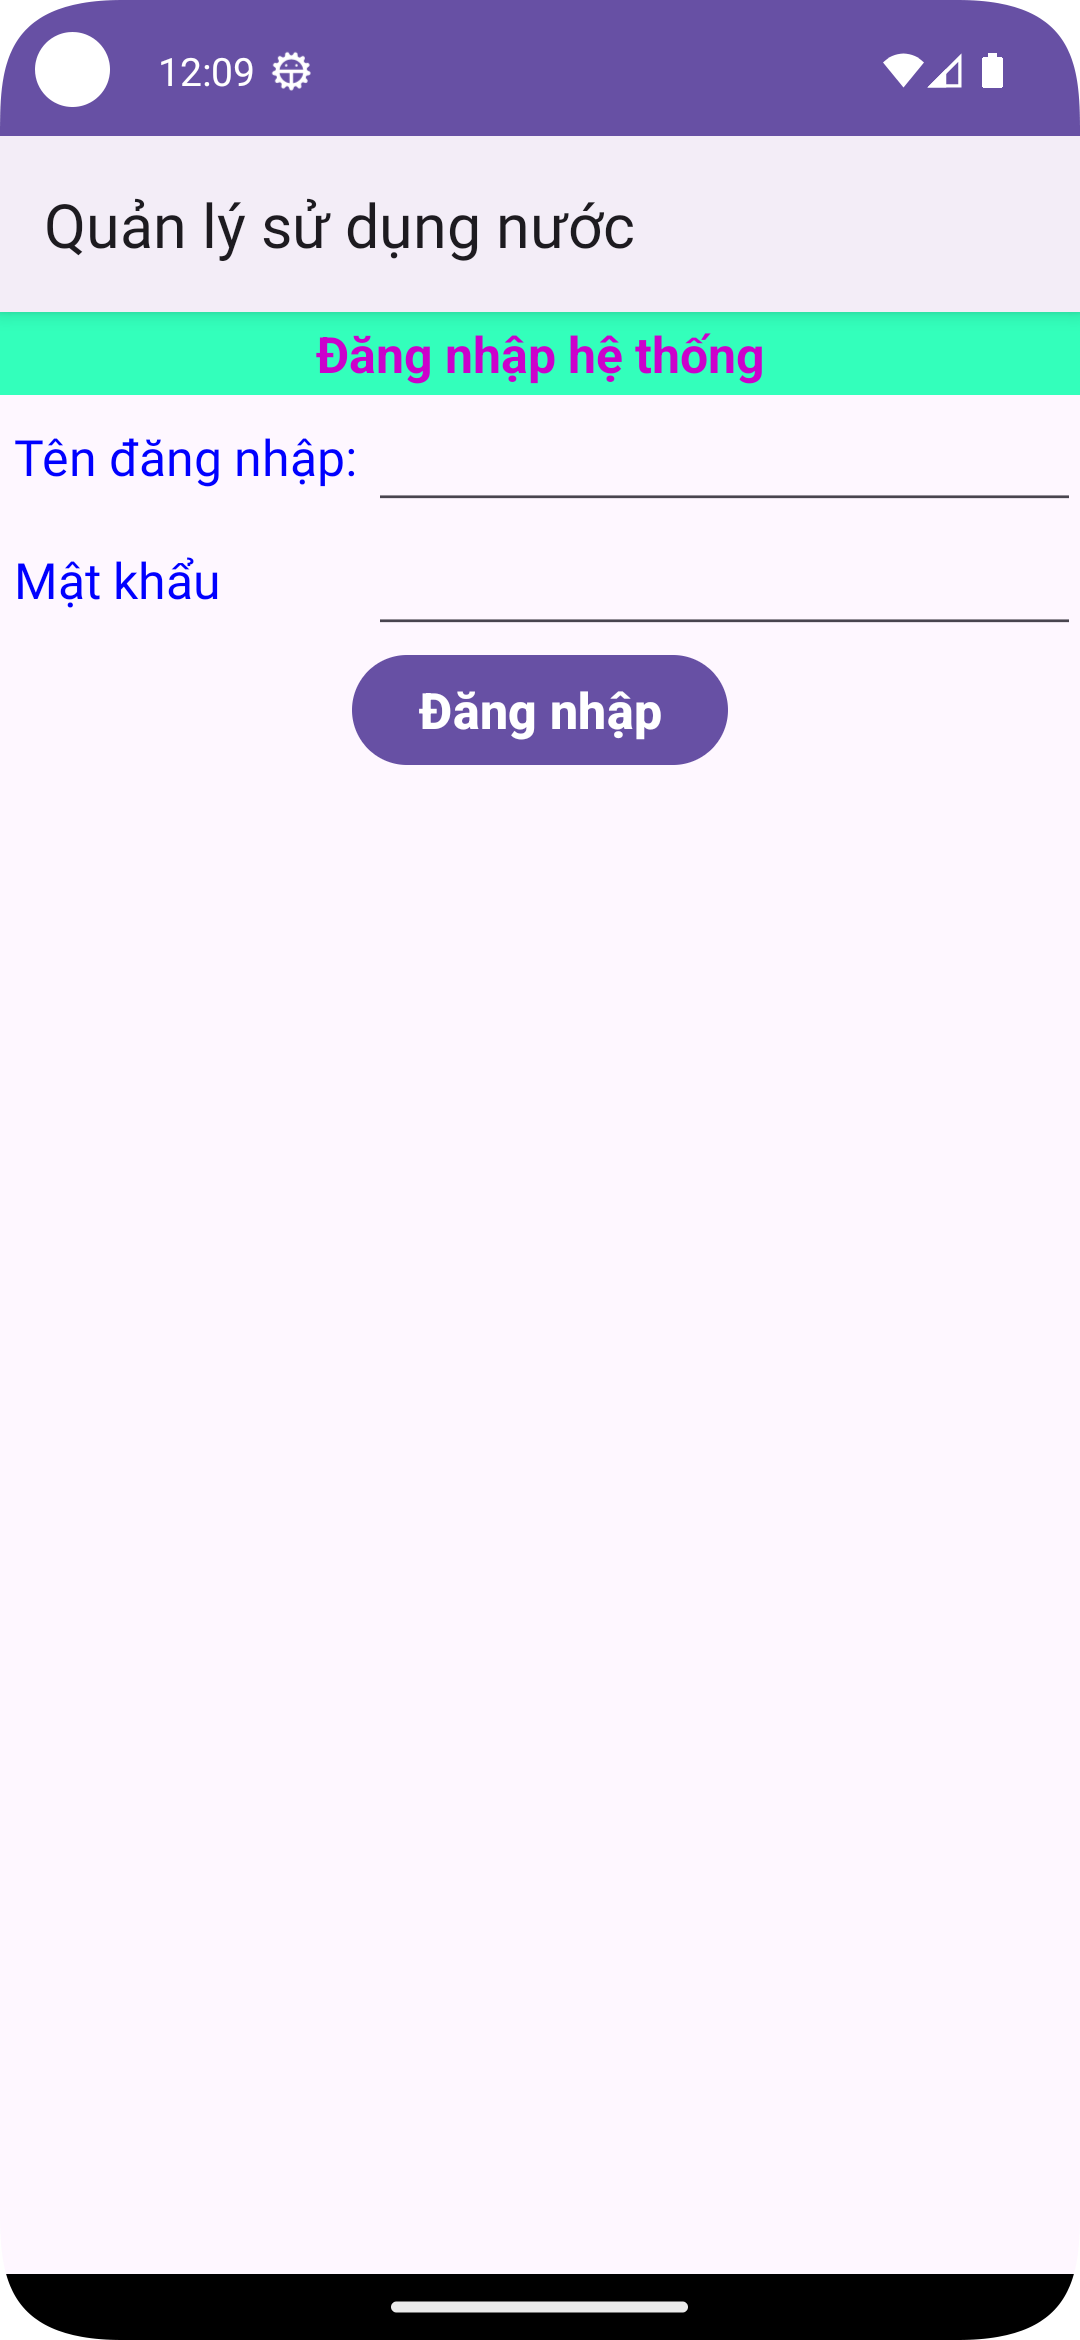 12:09
Quản lý sử dụng nước
Đăng nhập hệ thống
Tên đăng nhập:
Mật khẩu
Đăng nhập